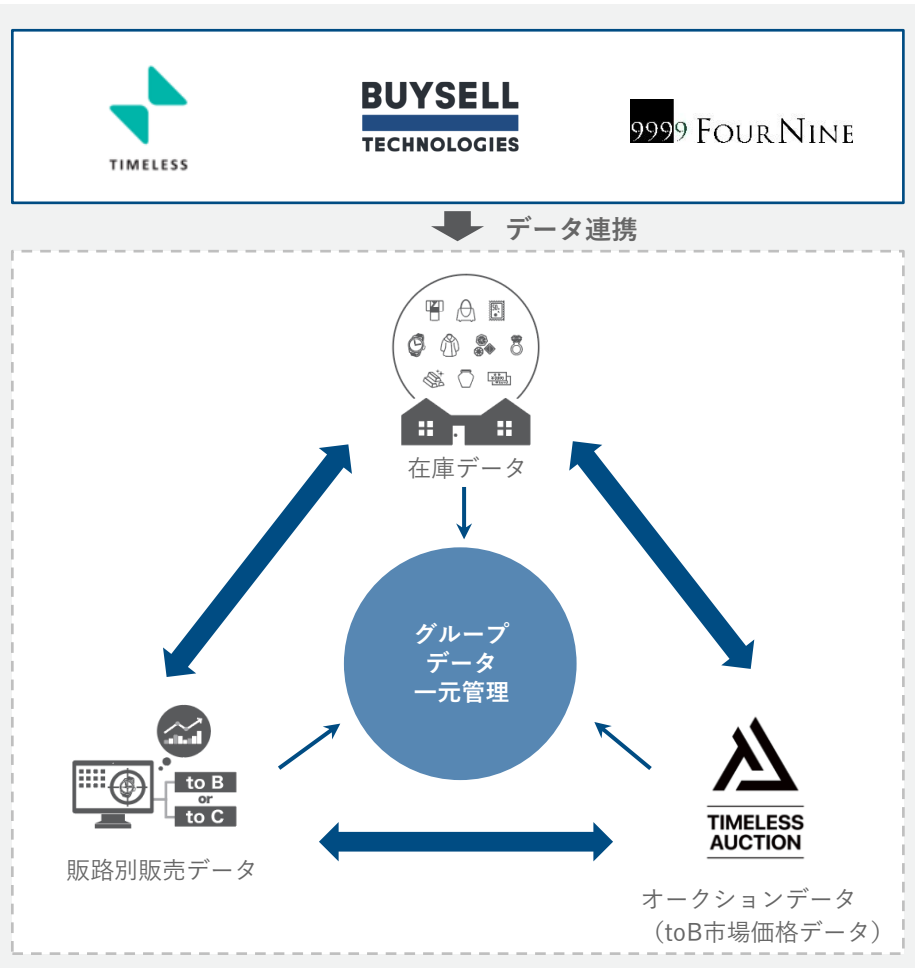 TIMELESS
BUYSELL
TECHNOLOGIES
9999 FOUR NINE
データ連携
在庫データ
グループ
データ
一元管理
to B
or
to C
販路別販売データ
TIMELESS
AUCTION
オークションデータ
（toB市場価格データ）